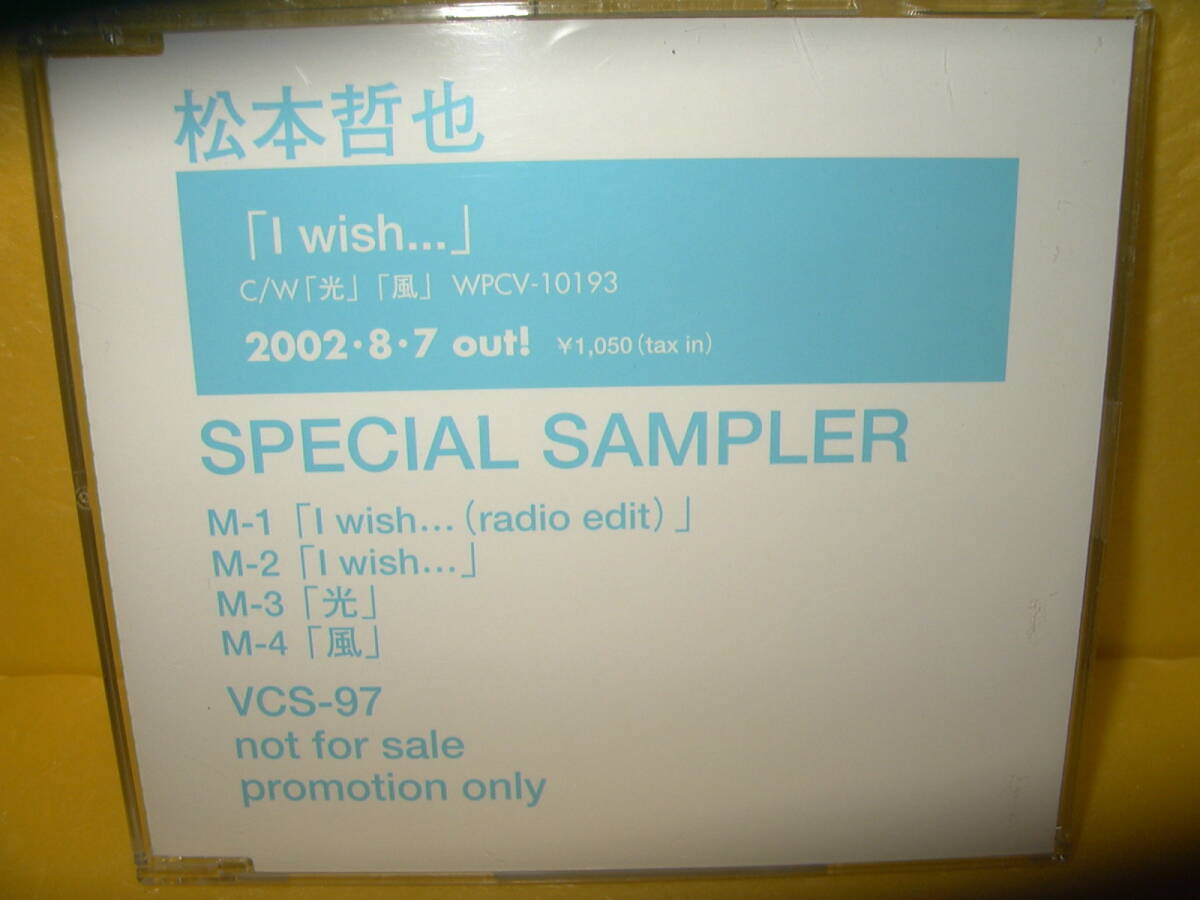 松本哲也
「I wish...」
C/W「光」「風」 WPCV-10193
2002・8・7 out! ¥1,050（tax in）
SPECIAL SAMPLER
M-1「I wish...（radio edit）」
M-2「I wish...」
M-3「光」
M-4「風」
VCS-97
not for sale
promotion only